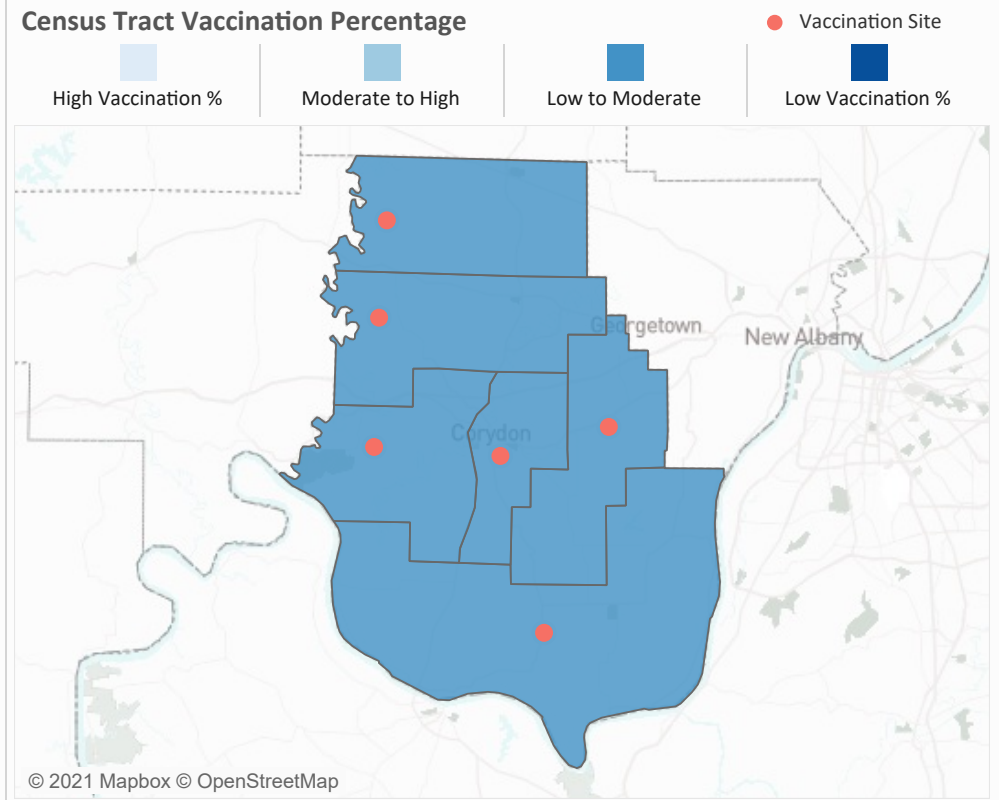 Census Tract Vaccination Percentage
Vaccination Site
High Vaccination %
Moderate to High
Low to Moderate
Low Vaccination %
Georgetown
New Albany
Corydon
© 2021 Mapbox © OpenStreetMap